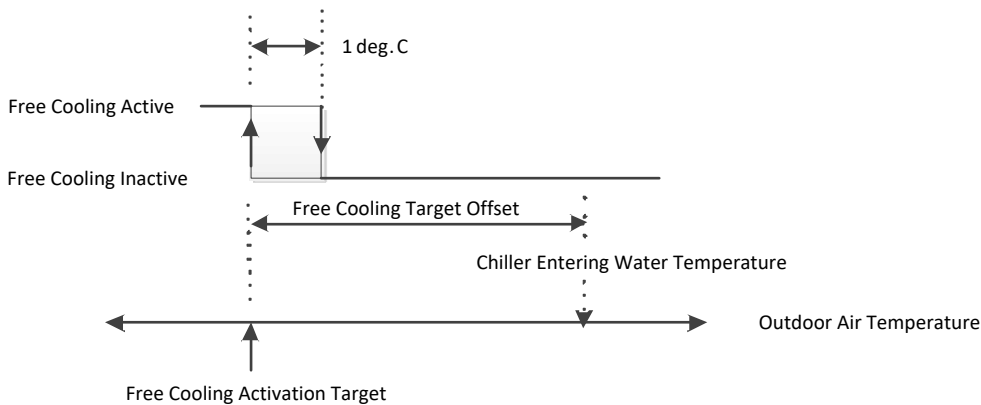 1 deg. C
Free Cooling Active
Free Cooling Inactive
Free Cooling Target Offset
Chiller Entering Water Temperature
Outdoor Air Temperature
Free Cooling Activation Target